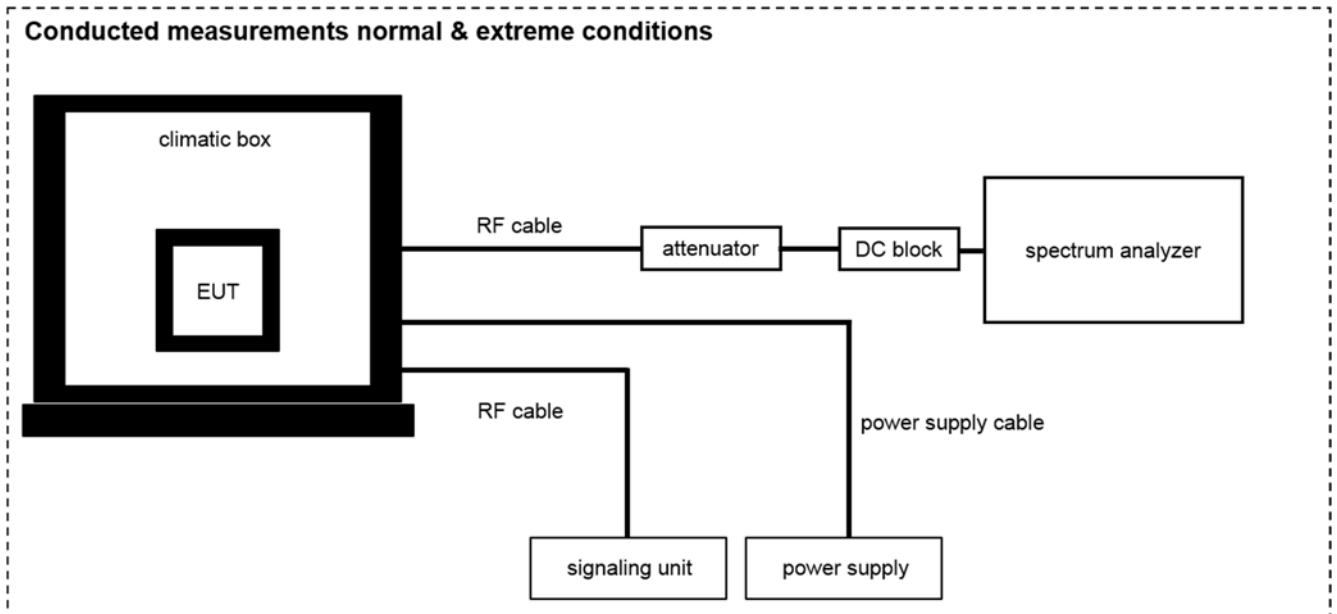 Conducted measurements normal & extreme conditions
climatic box
EUT
RF cable
attenuator
DC block
spectrum analyzer
RF cable
power supply cable
signaling unit
power supply